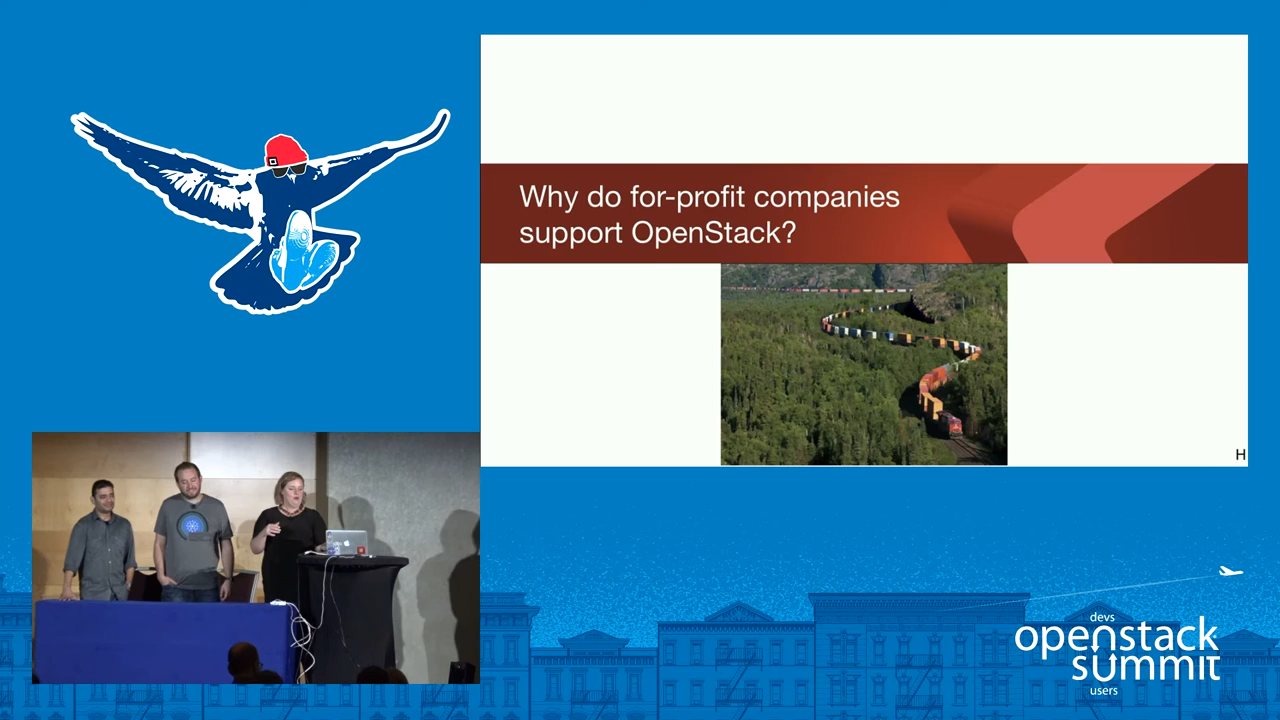 Why do for-profit companies
support OpenStack?
H
devs
openstack
summit
users